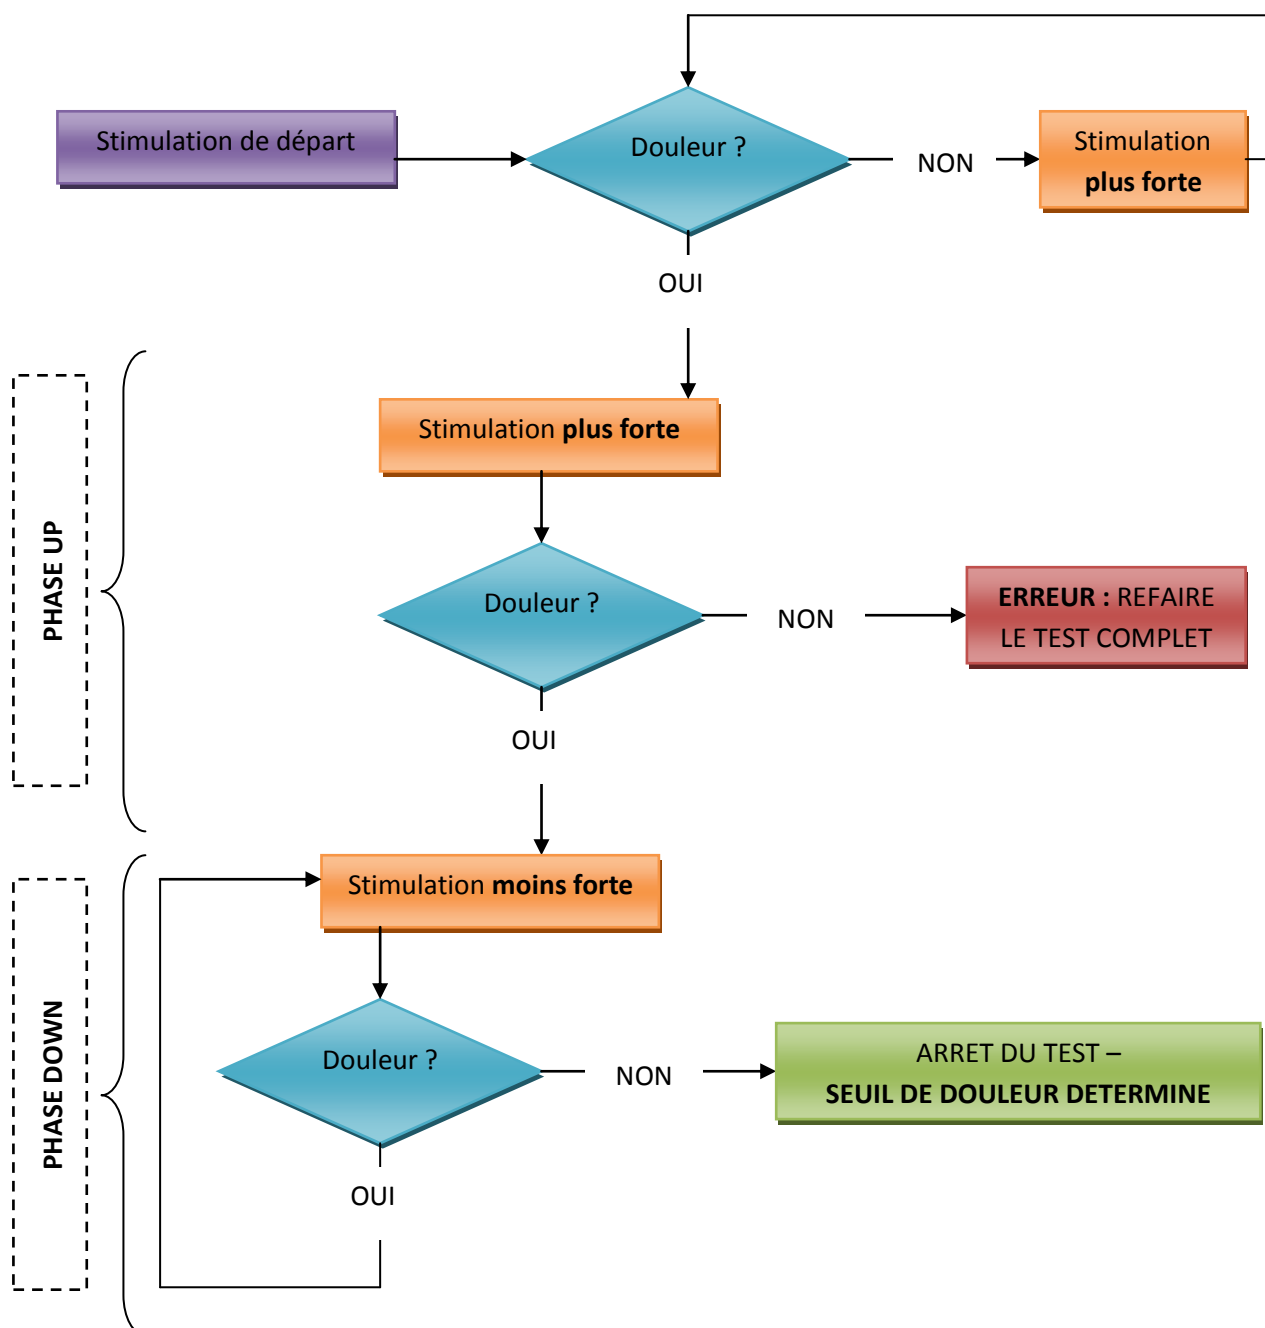 Stimulation de départ
Douleur ?
NON
Stimulation
plus forte
OUI
PHASE UP
Stimulation plus forte
Douleur ?
NON
ERREUR : REFAIRE
LE TEST COMPLET
OUI
PHASE DOWN
Stimulation moins forte
Douleur ?
NON
ARRET DU TEST –
SEUIL DE DOULEUR DETERMINE
OUI